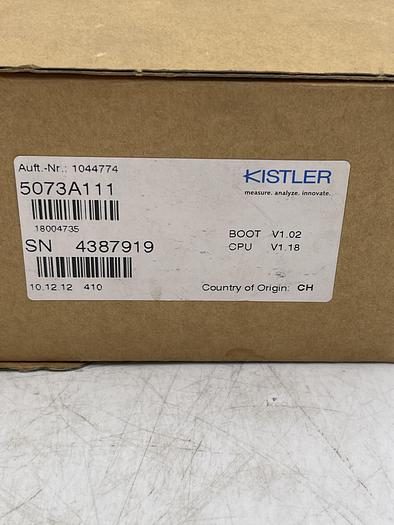 Auft.-Nr.: 1044774
5073A111
18004735
SN 4387919
10.12.12 410
KISTLER
measure. analyze. innovate.
BOOT V1.02
CPU V1.18
Country of Origin: CH